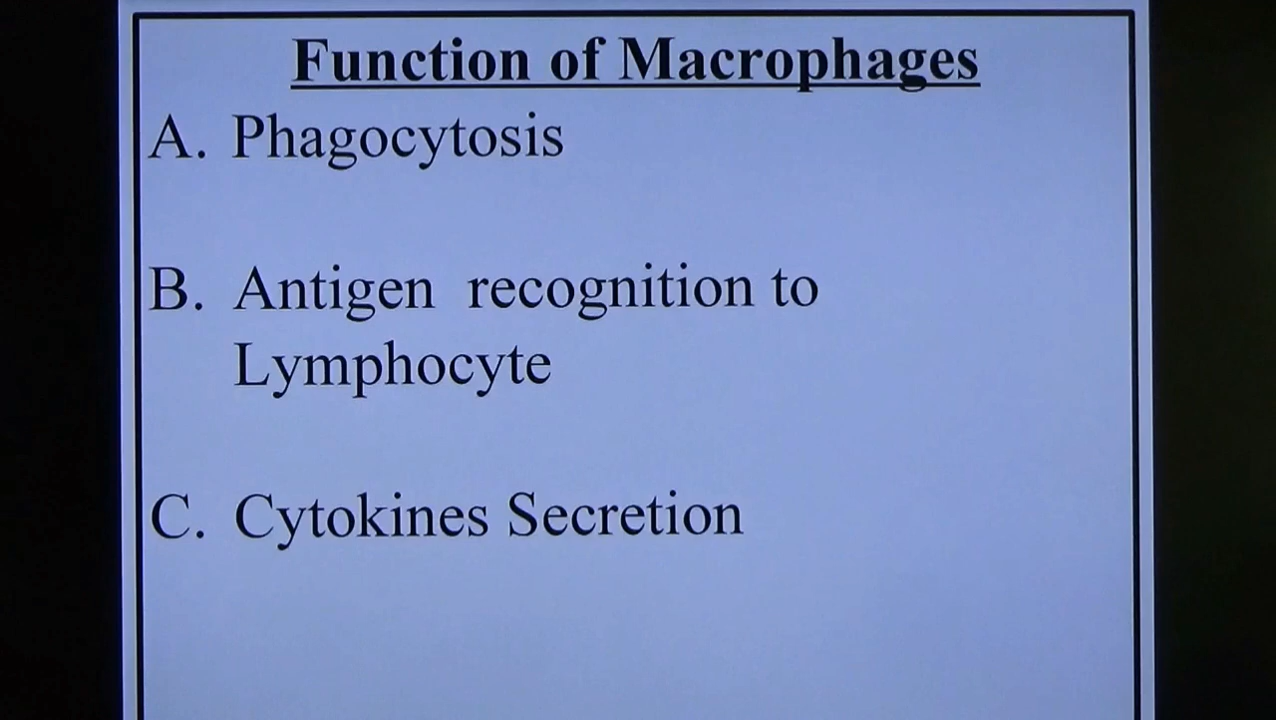 Function of Macrophages
A. Phagocytosis
B. Antigen recognition to
Lymphocyte
C. Cytokines Secretion